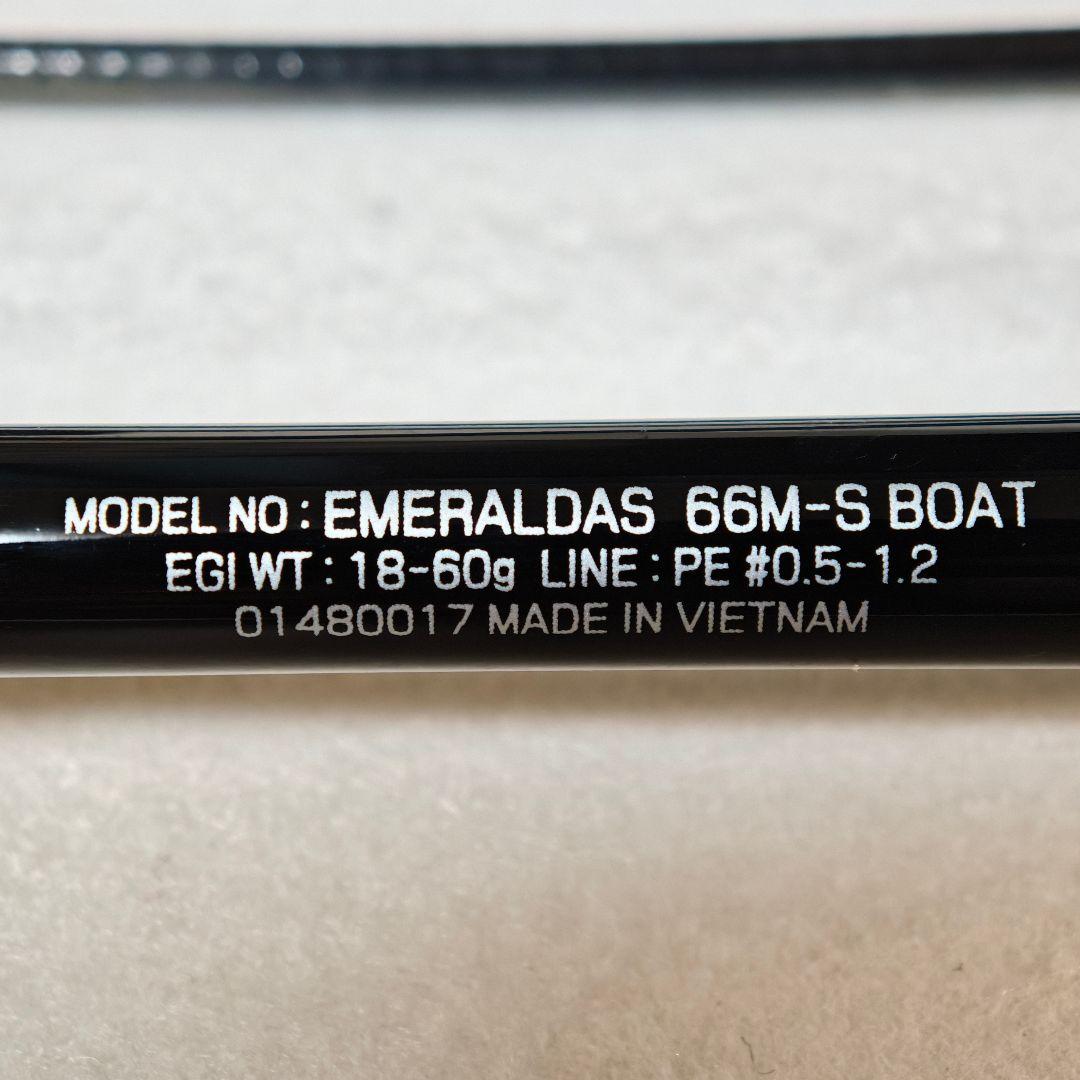 MODEL NO : EMERALDAS 66M-S BOAT
EGI WT : 18-60g LINE : PE #0.5-1.2
01480017 MADE IN VIETNAM